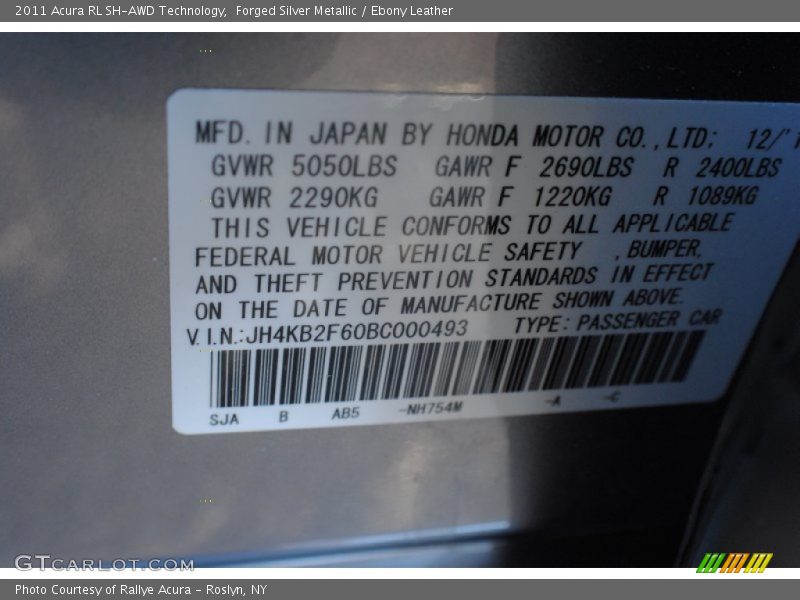 2011 Acura RL SH-AWD Technology,  Forged Silver Metallic / Ebony Leather
MFD. IN JAPAN BY HONDA MOTOR CO., LTD; 12/'1
GVWR 5050LBS GAWR F 2690LBS R 2400LBS
GVWR 2290KG GAWR F 1220KG R 1089KG
THIS VEHICLE CONFORMS TO ALL APPLICABLE
FEDERAL MOTOR VEHICLE SAFETY , BUMPER,
AND THEFT PREVENTION STANDARDS IN EFFECT
ON THE DATE OF MANUFACTURE SHOWN ABOVE.
V.I.N.:JH4KB2F60BC000493 TYPE: PASSENGER CAR
SJA B AB5 -NH754M -A -C
GTCARLOT.COM
Photo Courtesy of Rallye Acura - Roslyn, NY